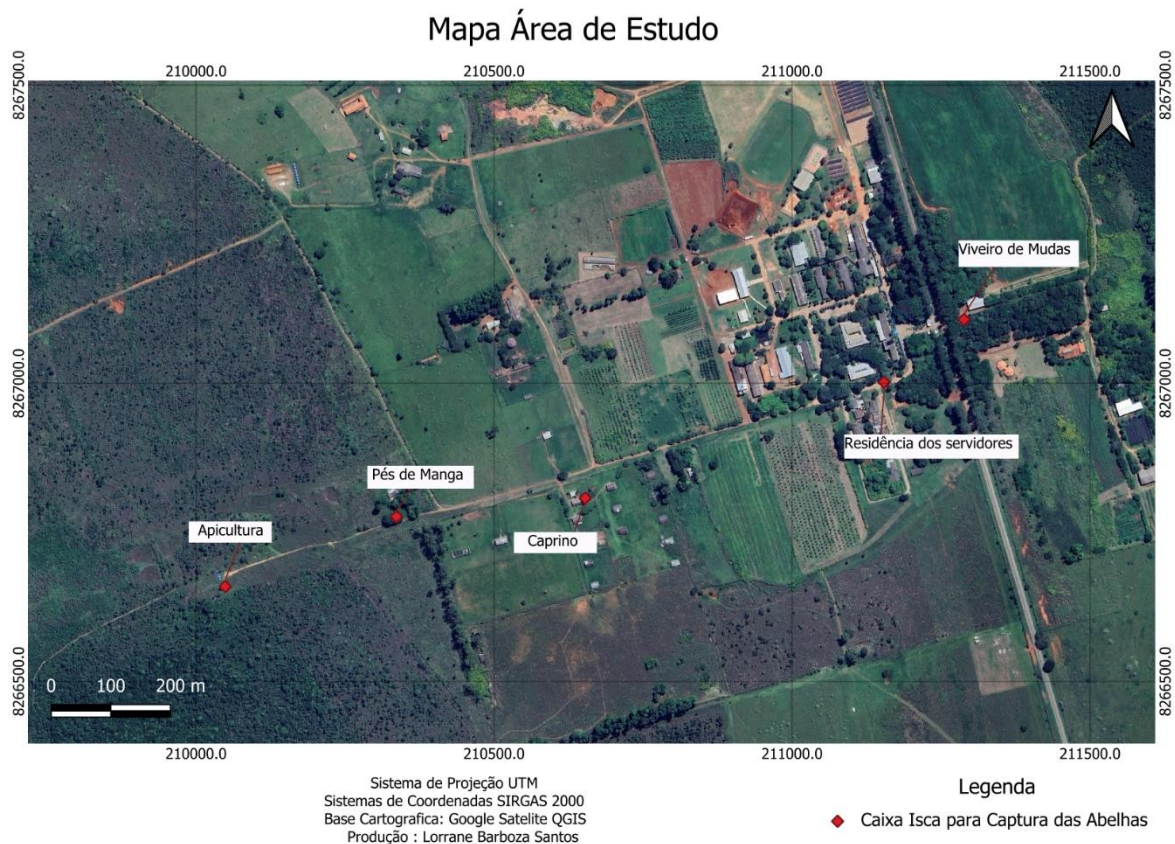 Mapa Área de Estudo
210000.0
210500.0
211000.0
211500.0
8267500.0
8267500.0
Viveiro de Mudas
8267000.0
8267000.0
Residência dos servidores
Pés de Manga
Apicultura
Caprino
8266500.0
8266500.0
0 100 200 m
210000.0
210500.0
211000.0
211500.0
Sistema de Projeção UTM
Sistemas de Coordenadas SIRGAS 2000
Base Cartografica: Google Satelite QGIS
Produção : Lorrane Barboza Santos
Legenda
Caixa Isca para Captura das Abelhas